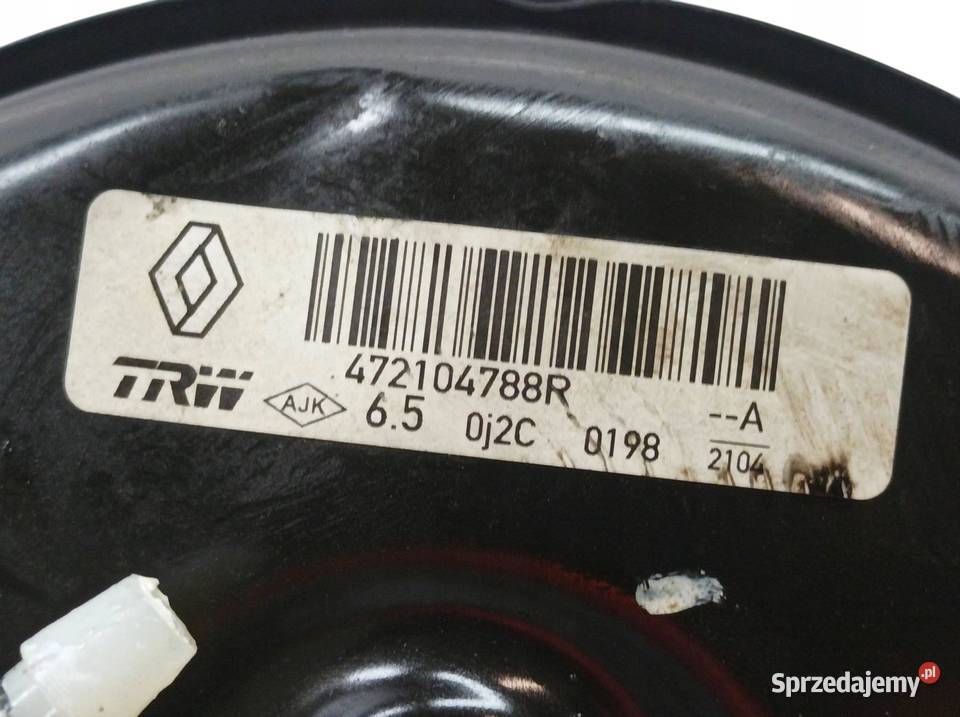 472104788R
TRW AJK 6.5 0j2C 0198 --A
2104
Sprzedajemy.pl